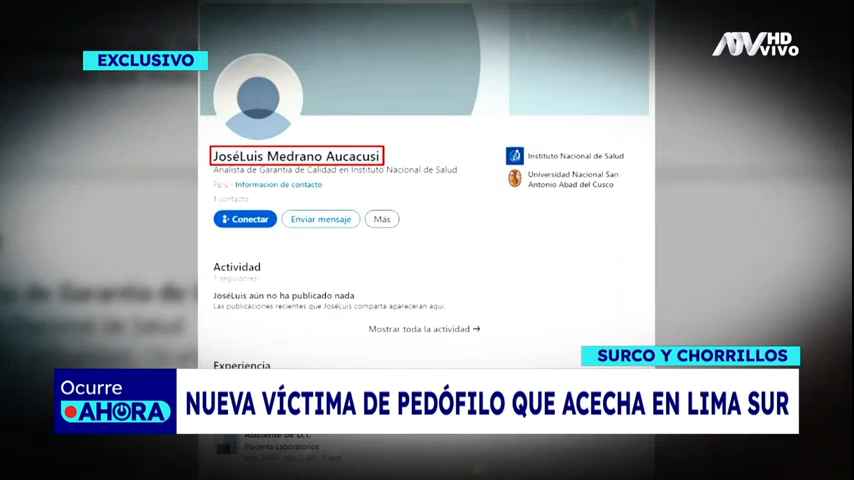 EXCLUSIVO
ATV HD
VIVO
JoséLuis Medrano Aucacusi
Analista de Garantía de Calidad en Instituto Nacional de Salud
Perú · Información de contacto
1 contacto
Conectar
Enviar mensaje
Más
Instituto Nacional de Salud
Universidad Nacional San
Antonio Abad del Cusco
Actividad
1 seguidores
JoséLuis aún no ha publicado nada
Las publicaciones recientes que JoséLuis comparta aparecerán aquí.
Mostrar toda la actividad →
Experiencia
SURCO Y CHORRILLOS
Ocurre
AHORA
NUEVA VÍCTIMA DE PEDÓFILO QUE ACECHA EN LIMA SUR
Asistente de D.T.
Placenta Laboratorios